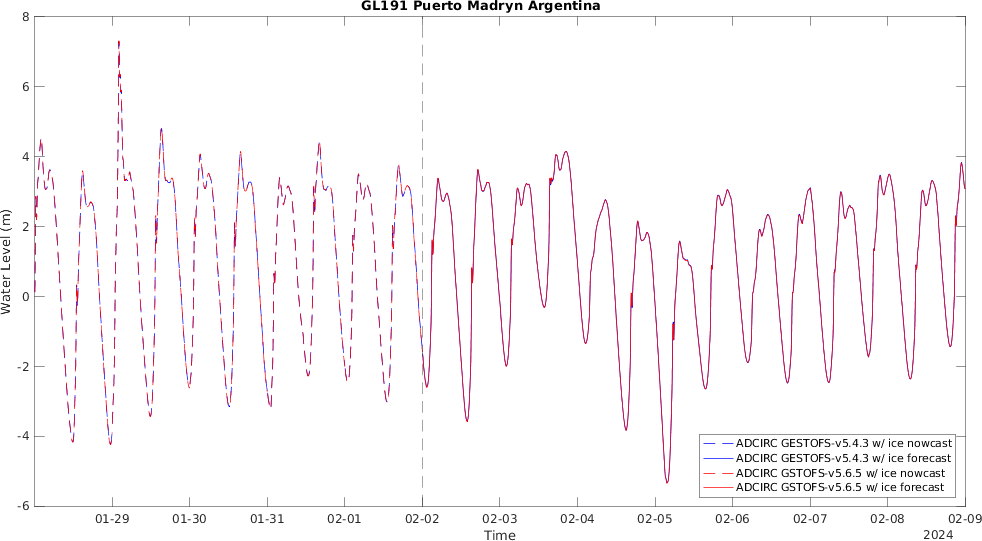 GL191 Puerto Madryn Argentina
8
6
4
2
0
-2
-4
-6
Water Level (m)
ADCIRC GESTOFS-v5.4.3 w/ ice nowcast
ADCIRC GESTOFS-v5.4.3 w/ ice forecast
ADCIRC GSTOFS-v5.6.5 w/ ice nowcast
ADCIRC GSTOFS-v5.6.5 w/ ice forecast
01-29 01-30 01-31 02-01 02-02 02-03 02-04 02-05 02-06 02-07 02-08 02-09
Time
2024